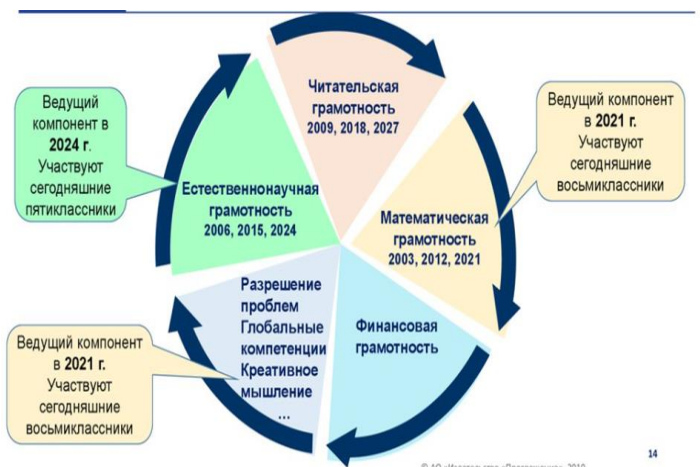 Читательская
грамотность
2009, 2018, 2027
Ведущий
компонент в
2024 г.
Участвуют
сегодняшние
пятиклассники
Ведущий компонент
в 2021 г.
Участвуют
сегодняшние
восьмиклассники
Естественнонаучная
грамотность
2006, 2015, 2024
Математическая
грамотность
2003, 2012, 2021
Разрешение
проблем
Глобальные
компетенции
Креативное
мышление
...
Финансовая
грамотность
Ведущий компонент
в 2021 г.
Участвуют
сегодняшние
восьмиклассники
14